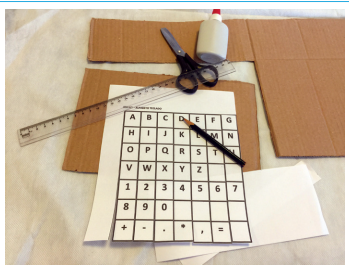 A B C D E F G
H I J K L M N
O P Q R S T
V W X Y Z
1 2 3 4 5 6 7
8 9 0
+ - . * , =